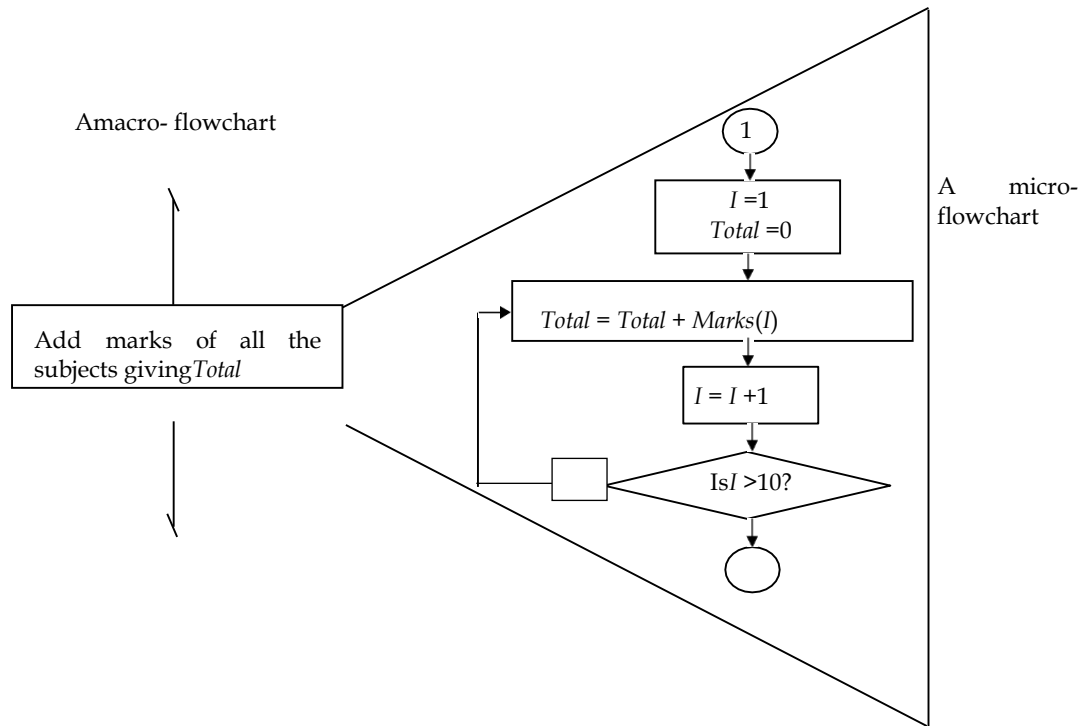 Amacro- flowchart
1
I =1
Total =0
A micro-
flowchart
Total = Total + Marks(I)
Add marks of all the
subjects givingTotal
I = I +1
IsI >10?